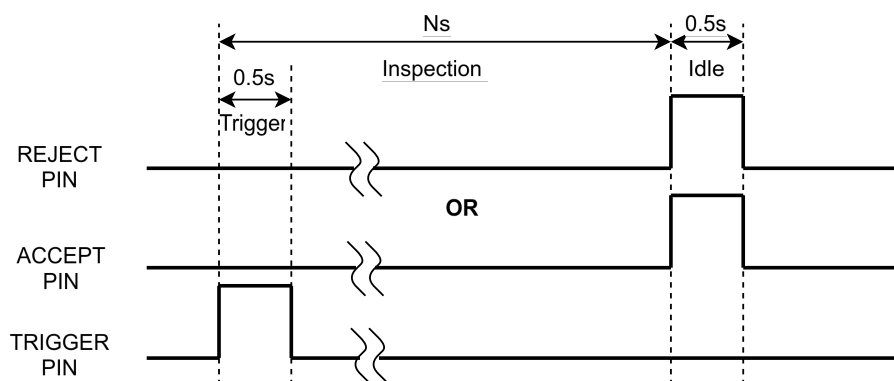 Ns
0.5s
0.5s
Inspection
Idle
Trigger
REJECT
PIN
OR
ACCEPT
PIN
TRIGGER
PIN